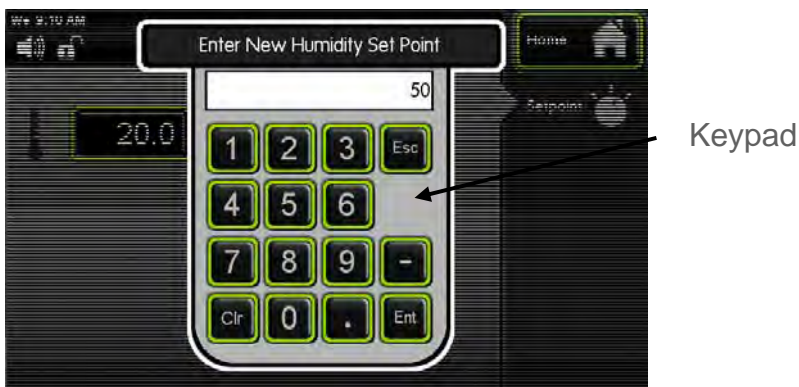 We 9:10 AM
Enter New Humidity Set Point
Home
50
Setpoint
20.0
1 2 3 Esc
Keypad
4 5 6
7 8 9 -
Clr 0 . Ent